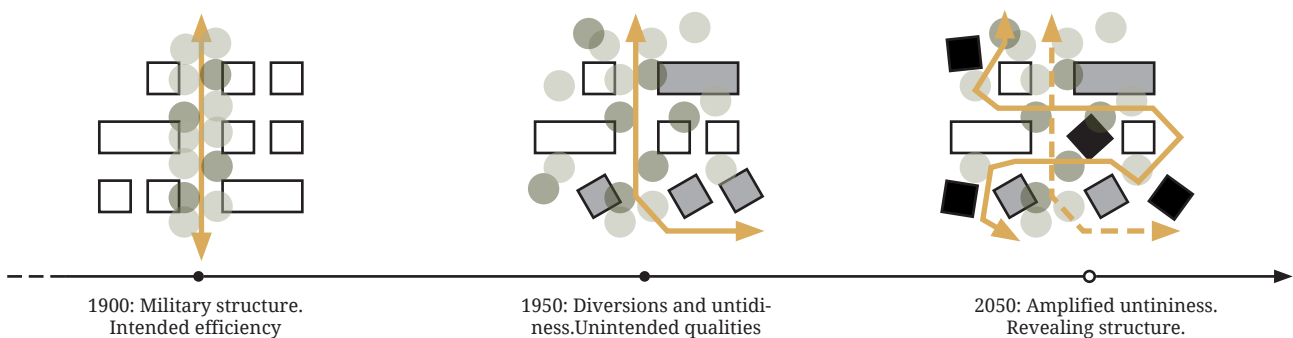 1900: Military structure.
Intended efficiency
1950: Diversions and untidi-
ness.Unintended qualities
2050: Amplified untininess.
Revealing structure.